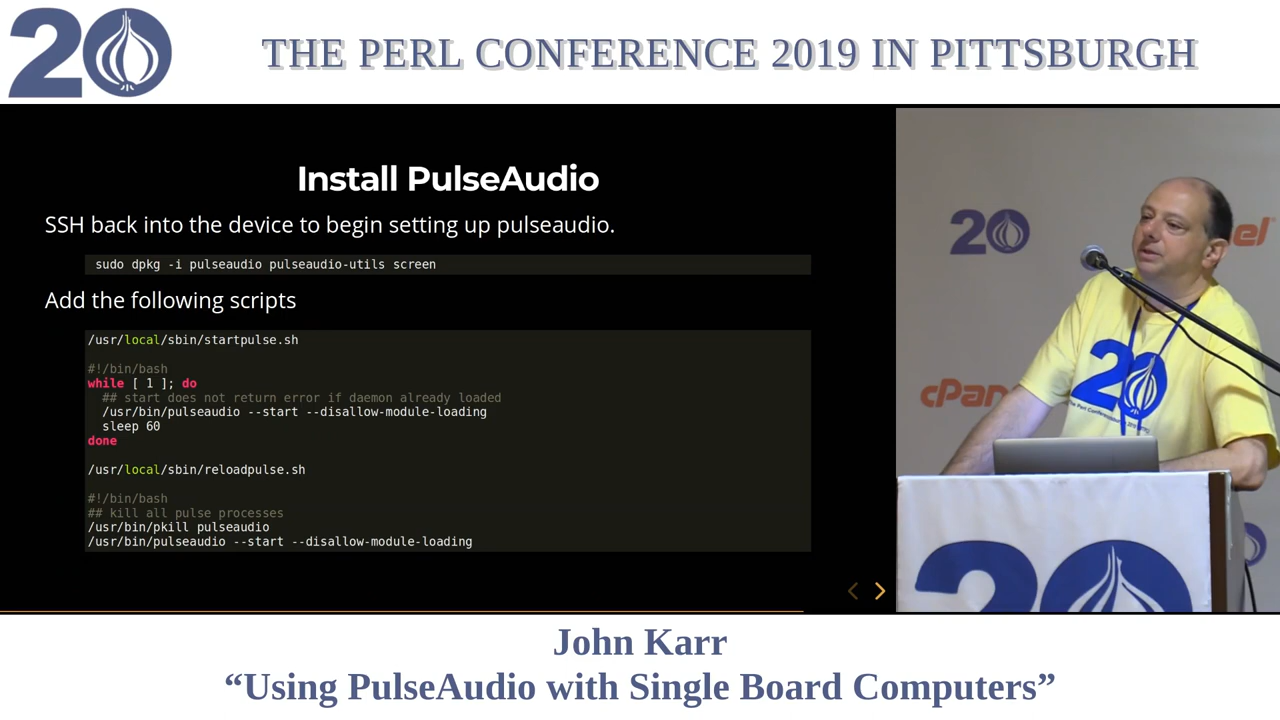 20
THE PERL CONFERENCE 2019 IN PITTSBURGH
Install PulseAudio
SSH back into the device to begin setting up pulseaudio.
sudo dpkg -i pulseaudio pulseaudio-utils screen
Add the following scripts
/usr/local/sbin/startpulse.sh
#!/bin/bash
while [ 1 ]; do
## start does not return error if daemon already loaded
/usr/bin/pulseaudio --start --disallow-module-loading
sleep 60
done
/usr/local/sbin/reloadpulse.sh
#!/bin/bash
## kill all pulse processes
/usr/bin/pkill pulseaudio
/usr/bin/pulseaudio --start --disallow-module-loading
20
el
cPan
20
20
John Karr
“Using PulseAudio with Single Board Computers”